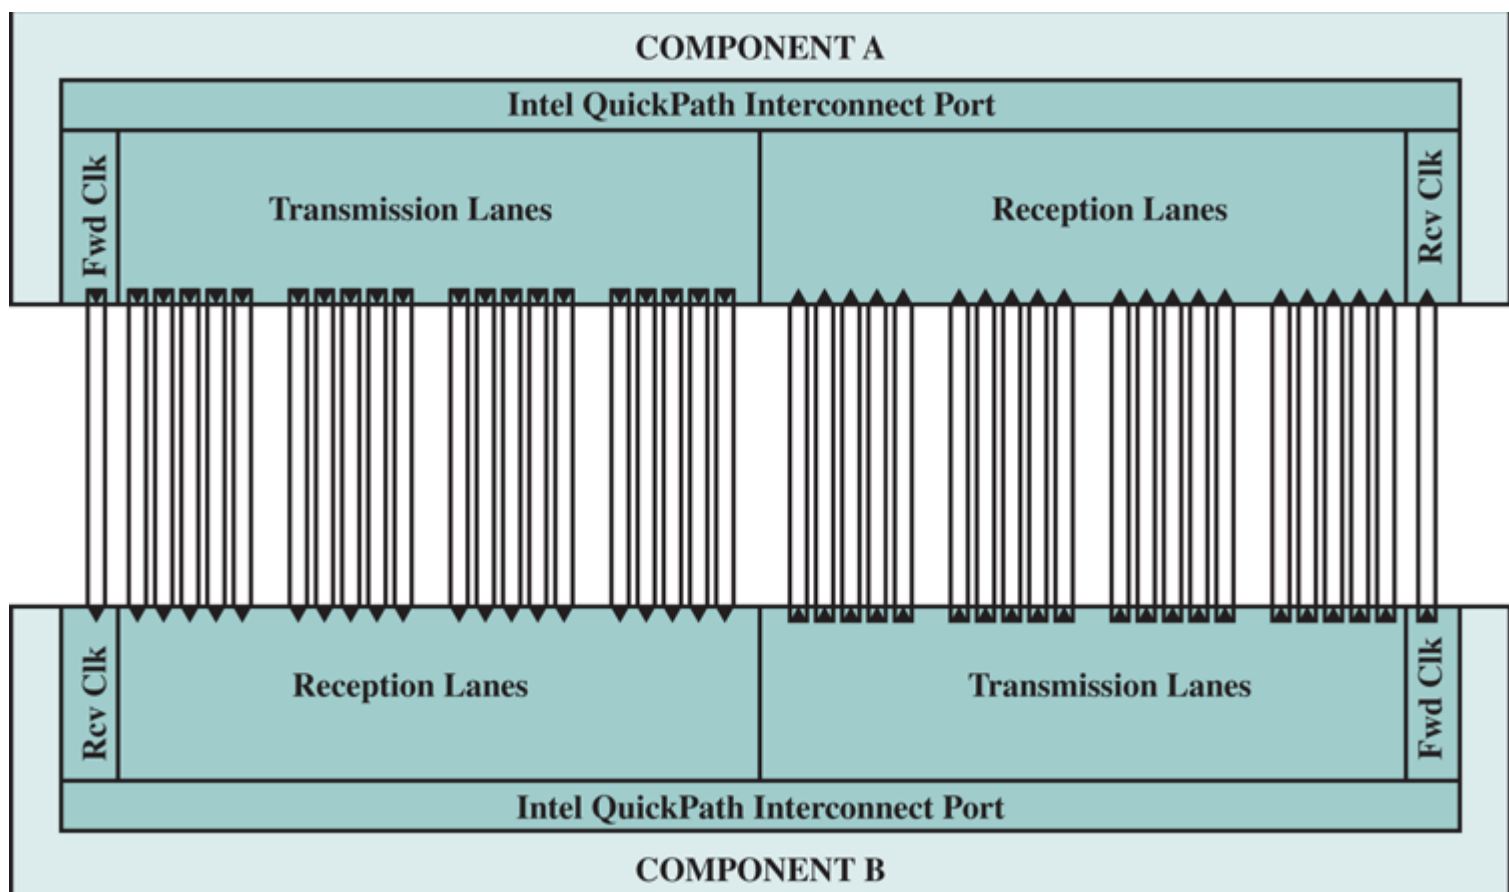 COMPONENT A
Intel QuickPath Interconnect Port
Fwd Clk
Transmission Lanes
Reception Lanes
Rcv Clk
Rcv Clk
Reception Lanes
Transmission Lanes
Fwd Clk
Intel QuickPath Interconnect Port
COMPONENT B